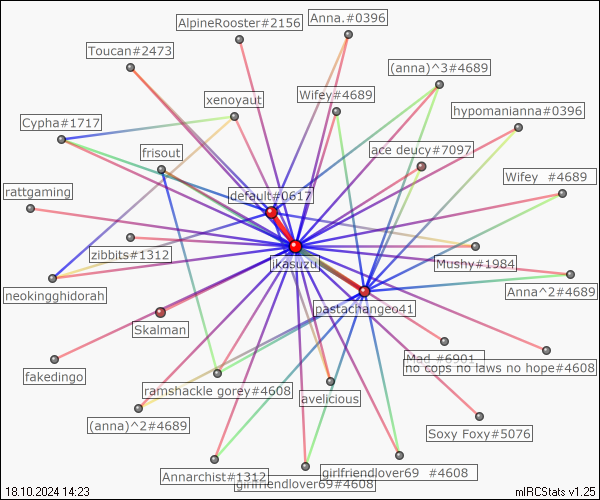 AlpineRooster#2156
Anna.#0396
Toucan#2473
(anna)^3#4689
xenoyaut
Wifey#4689
hypomanianna#0396
Cypha#1717
frisout
ace deucy#7097
Wifey #4689
rattgaming
default#0617
zibbits#1312
jkasuzu
Mushy#1984
neokingghidorah
Anna^2#4689
pastachangeo41
Skalman
Mad_#6901,
no cops no laws no hope#4608
fakedingo
ramshackle gorey#4608
avelicious
(anna)^2#4689
Soxy Foxy#5076
Annarchist#1312
girlfriendlover69 #4608
girlfriendlover69#4608
18.10.2024 14:23
mIRCStats v1.25